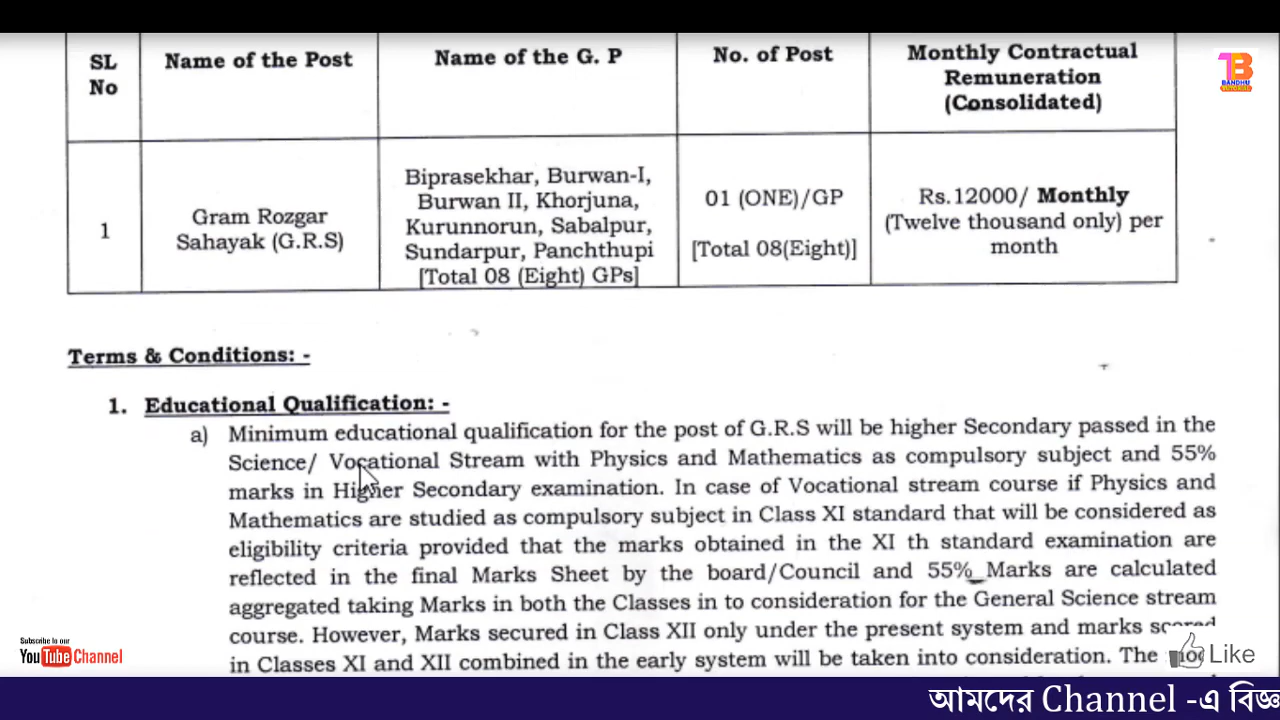 SL No
Name of the Post
Name of the G. P
No. of Post
Monthly Contractual
Remuneration
(Consolidated)
1
Gram Rozgar
Sahayak (G.R.S)
Biprasekhar, Burwan-I,
Burwan II, Khorjuna,
Kurunnorun, Sabalpur,
Sundarpur, Panchthupi
[Total 08 (Eight) GPs]
01 (ONE)/GP
[Total 08(Eight)]
Rs.12000/ Monthly
(Twelve thousand only) per
month
BANDHU
Terms & Conditions: -
1. Educational Qualification: -
a) Minimum educational qualification for the post of G.R.S will be higher Secondary passed in the
Science/ Vocational Stream with Physics and Mathematics as compulsory subject and 55%
marks in Higher Secondary examination. In case of Vocational stream course if Physics and
Mathematics are studied as compulsory subject in Class XI standard that will be considered as
eligibility criteria provided that the marks obtained in the XI th standard examination are
reflected in the final Marks Sheet by the board/Council and 55% Marks are calculated
aggregated taking Marks in both the Classes in to consideration for the General Science stream
course. However, Marks secured in Class XII only under the present system and marks scored
in Classes XI and XII combined in the early system will be taken into consideration. The
Subscribe to our
YouTube Channel
Like
আমদের Channel -এ বিজ্ঞ